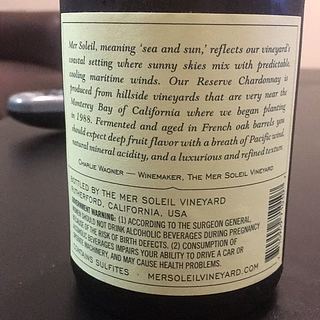 Mer Soleil, meaning 'sea and sun,' reflects our vineyard's
coastal setting where sunny skies mix with predictable,
cooling maritime winds. Our Reserve Chardonnay is
produced from hillside vineyards that are very near the
Monterey Bay of California where we began planting
in 1988. Fermented and aged in French oak barrels you
should expect deep fruit flavor with a breath of Pacific wind,
natural mineral acidity, and a luxurious and refined texture.
Charlie Wagner — Winemaker, The Mer Soleil Vineyard
BOTTLED BY THE MER SOLEIL VINEYARD
RUTHERFORD, CALIFORNIA, USA
GOVERNMENT WARNING: (1) ACCORDING TO THE SURGEON GENERAL,
WOMEN SHOULD NOT DRINK ALCOHOLIC BEVERAGES DURING PREGNANCY
BECAUSE OF THE RISK OF BIRTH DEFECTS. (2) CONSUMPTION OF
ALCOHOLIC BEVERAGES IMPAIRS YOUR ABILITY TO DRIVE A CAR OR
OPERATE MACHINERY, AND MAY CAUSE HEALTH PROBLEMS.
CONTAINS SULFITES · MERSOLEILVINEYARD.COM